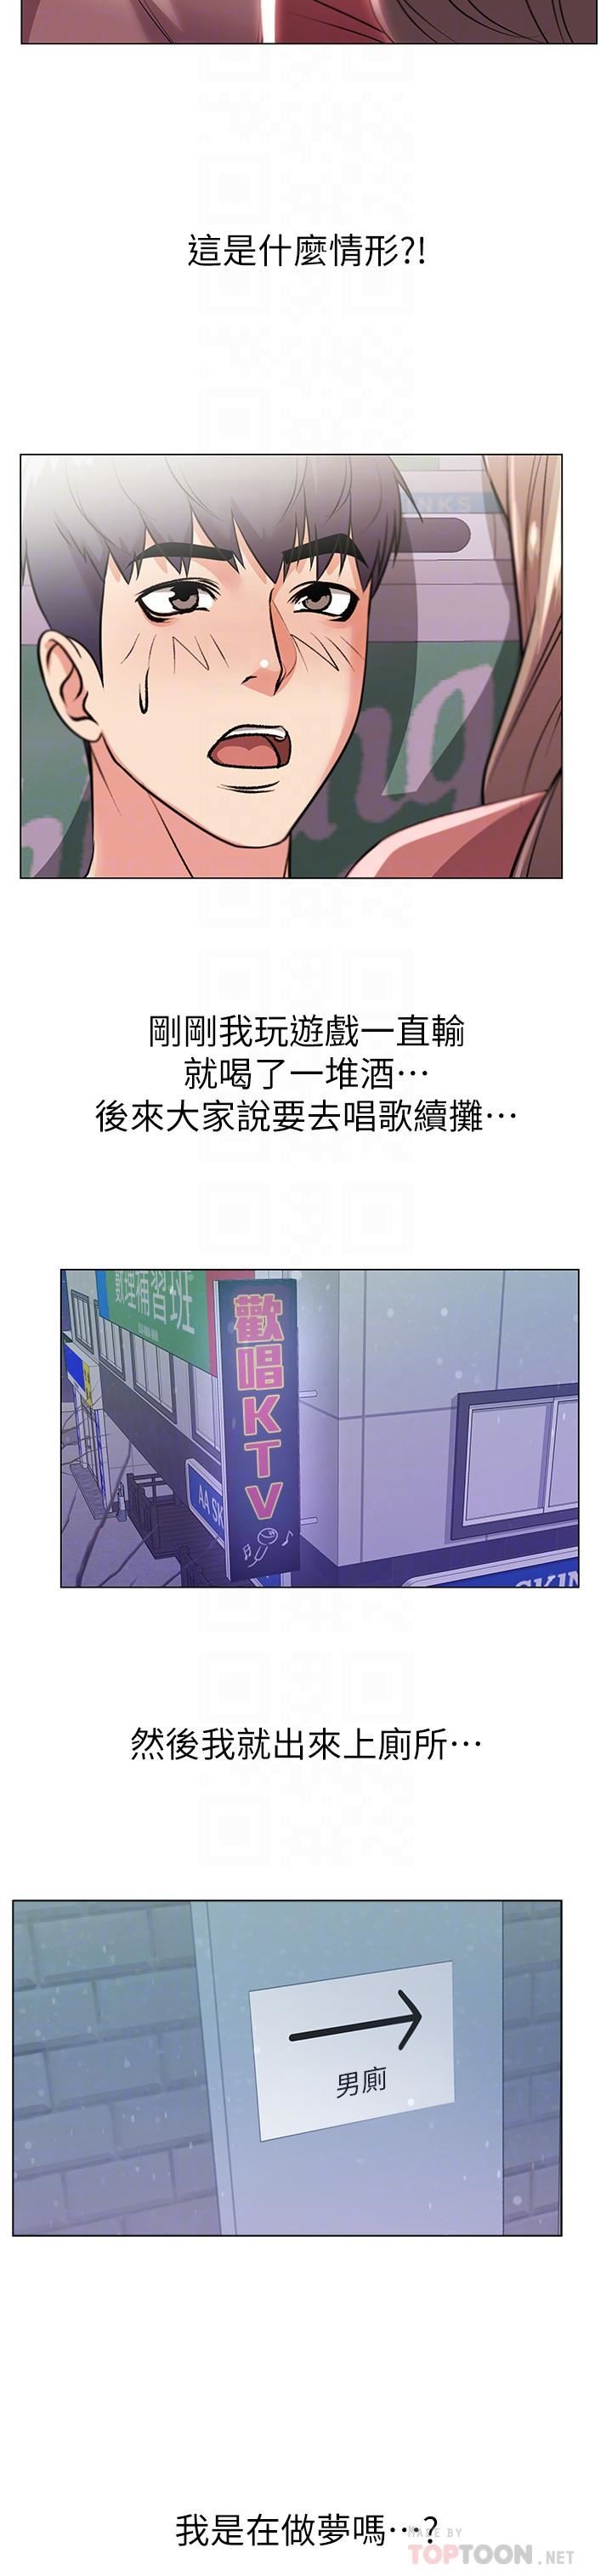 這是什麼情形?!
NKS
剛剛我玩遊戲一直輸
就喝了一堆酒⋯
後來大家說要去唱歌續攤⋯
數理補習班
歡唱KTV
AA SK
SKIN
然後我就出來上廁所⋯
男廁
我是在做夢嗎⋯?
MADE BY
TOPTOON.NET